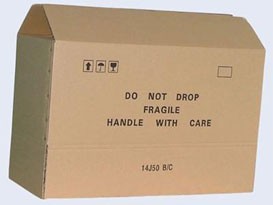 DO NOT DROP
FRAGILE
HANDLE WITH CARE
14J50 B/C